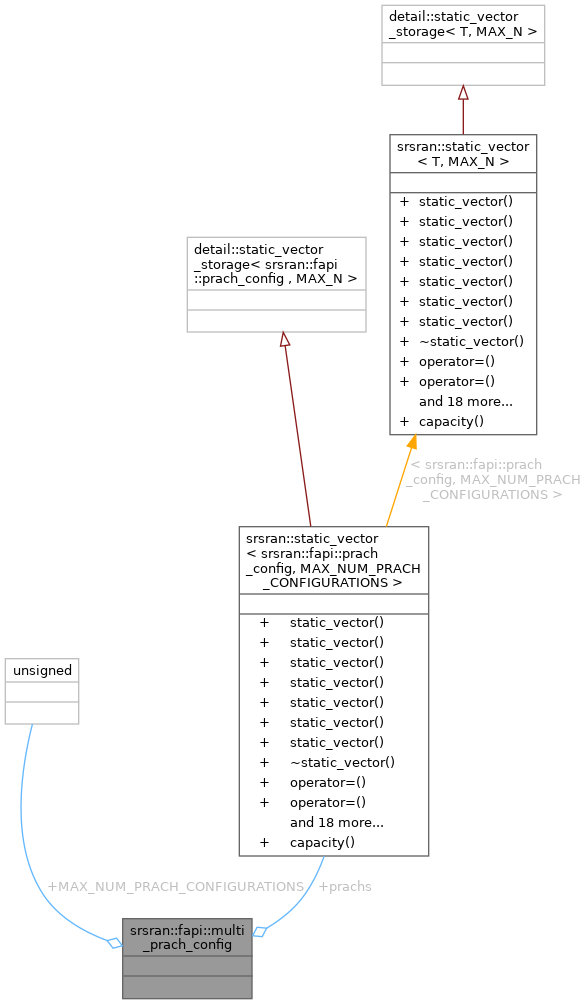 detail::static_vector
_storage< T, MAX_N >
srsran::static_vector
< T, MAX_N >
+ static_vector()
+ static_vector()
+ static_vector()
+ static_vector()
+ static_vector()
+ static_vector()
+ static_vector()
+ ~static_vector()
+ operator=()
+ operator=()
and 18 more...
+ capacity()
detail::static_vector
_storage< srsran::fapi
::prach_config , MAX_N >
< srsran::fapi::prach
_config, MAX_NUM_PRACH
_CONFIGURATIONS >
srsran::static_vector
< srsran::fapi::prach
_config, MAX_NUM_PRACH
_CONFIGURATIONS >
+ static_vector()
+ static_vector()
+ static_vector()
+ static_vector()
+ static_vector()
+ static_vector()
+ static_vector()
+ ~static_vector()
+ operator=()
+ operator=()
and 18 more...
+ capacity()
unsigned
+MAX_NUM_PRACH_CONFIGURATIONS
+prachs
srsran::fapi::multi
_prach_config